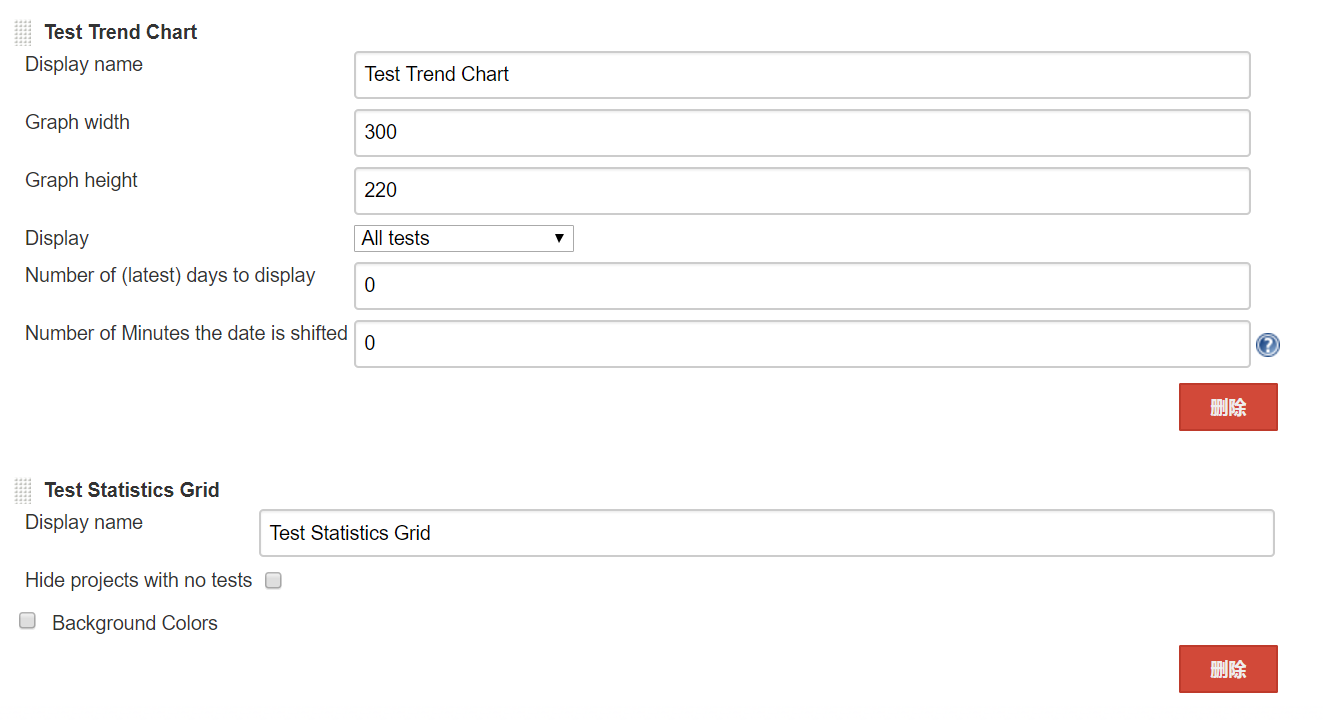 Test Trend Chart
Display name
Test Trend Chart
Graph width
300
Graph height
220
Display
All tests
Number of (latest) days to display
0
Number of Minutes the date is shifted
0
?
删除
Test Statistics Grid
Display name
Test Statistics Grid
Hide projects with no tests
Background Colors
删除